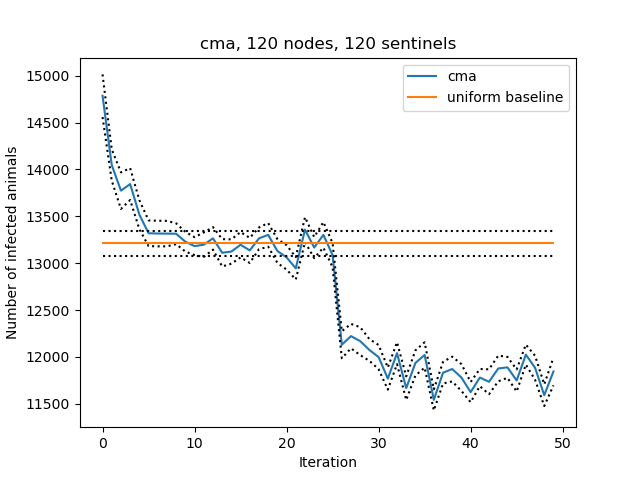 cma, 120 nodes, 120 sentinels
cma
uniform baseline
Number of infected animals
15000
14500
14000
13500
13000
12500
12000
11500
0 10 20 30 40 50
Iteration